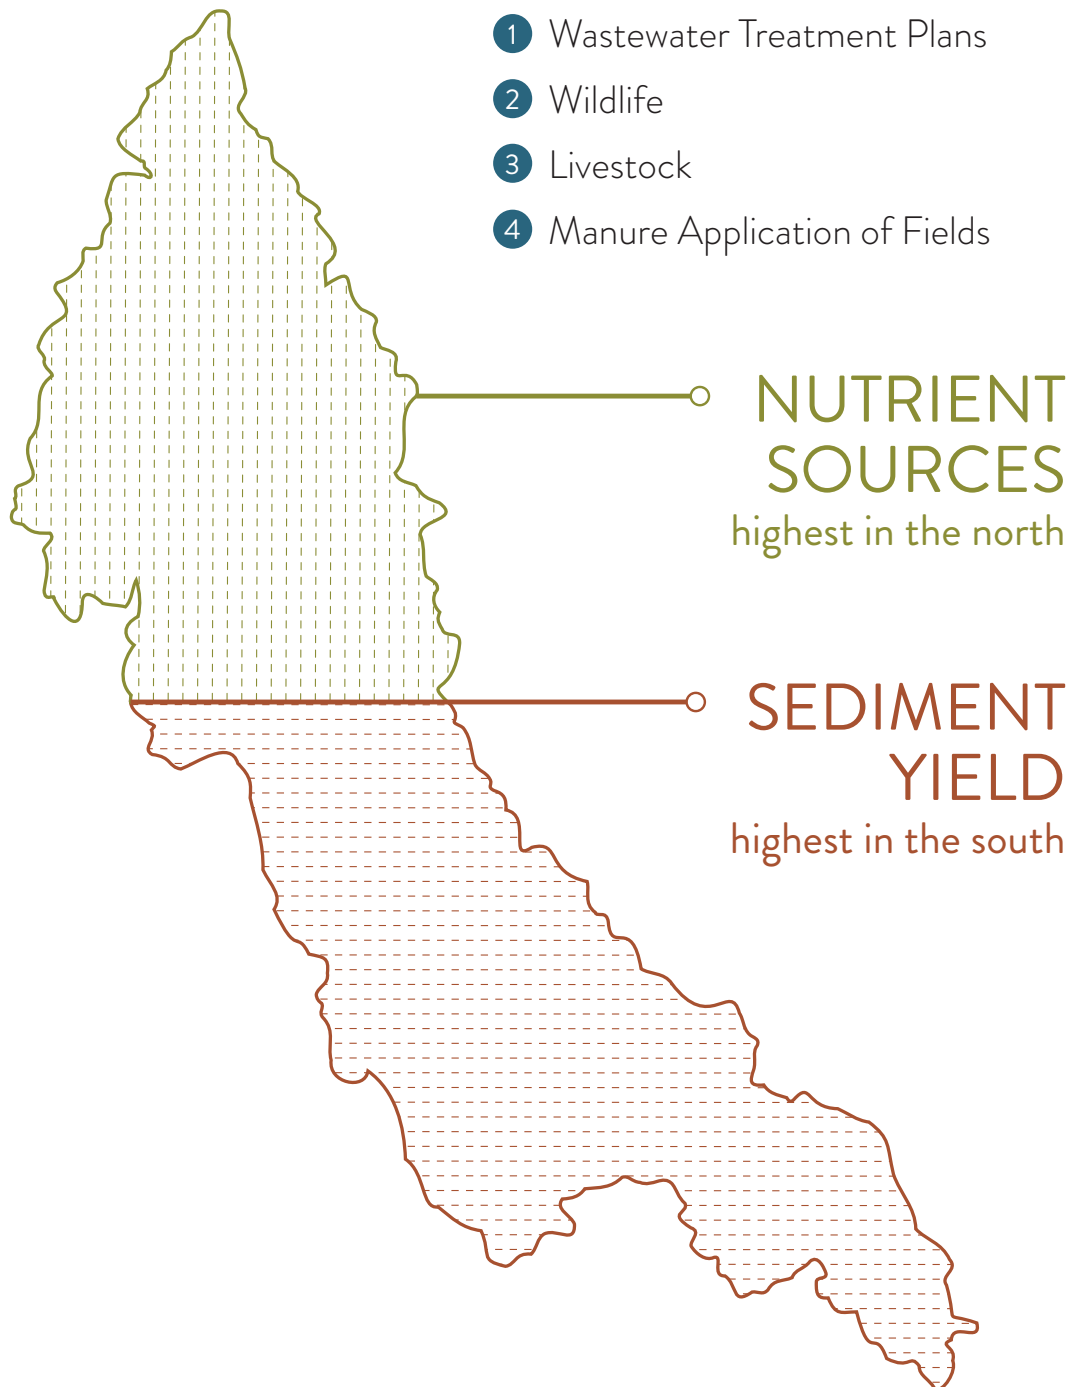 1 Wastewater Treatment Plans
2 Wildlife
3 Livestock
4 Manure Application of Fields
NUTRIENT
SOURCES
highest in the north
SEDIMENT
YIELD
highest in the south